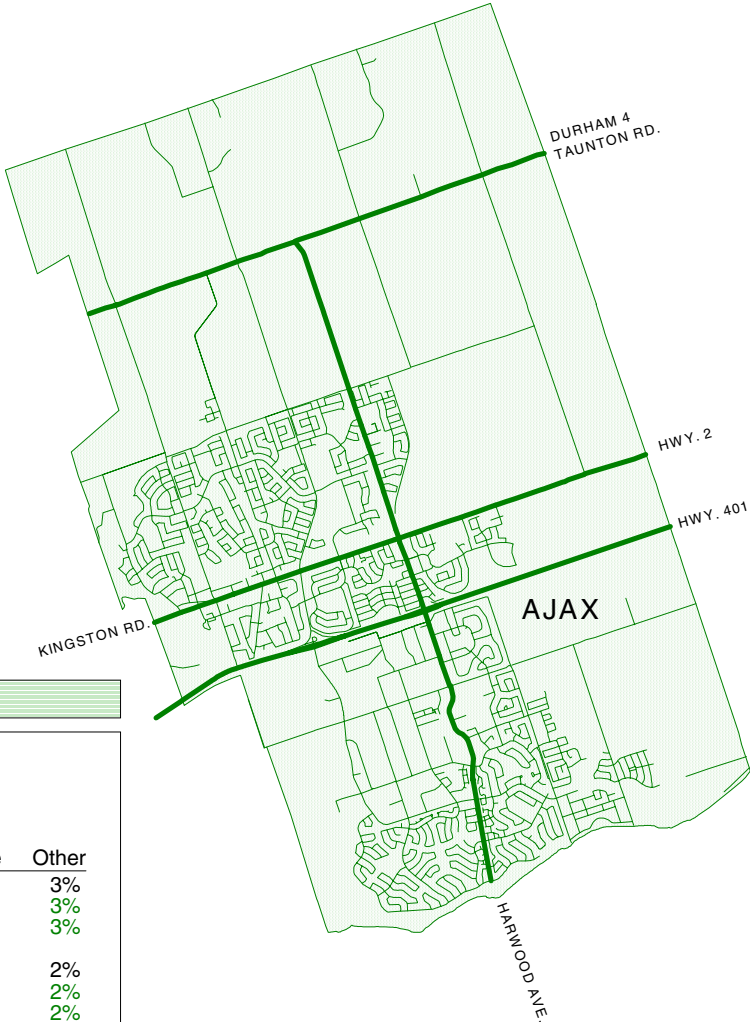 DURHAM 4
TAUNTON RD.
HWY. 2
HWY. 401
AJAX
KINGSTON RD.
Other
3%
3%
3%
2%
2%
2%
HARWOOD AVE.